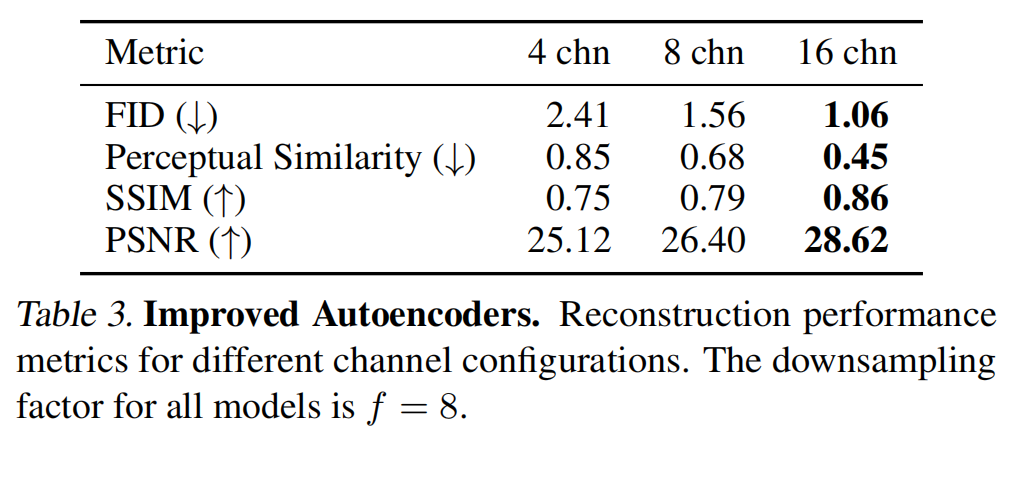 Metric 4 chn 8 chn 16 chn
FID (↓) 2.41 1.56 1.06
Perceptual Similarity (↓) 0.85 0.68 0.45
SSIM (↑) 0.75 0.79 0.86
PSNR (↑) 25.12 26.40 28.62
Table 3. Improved Autoencoders. Reconstruction performance
metrics for different channel configurations. The downsampling
factor for all models is f = 8.